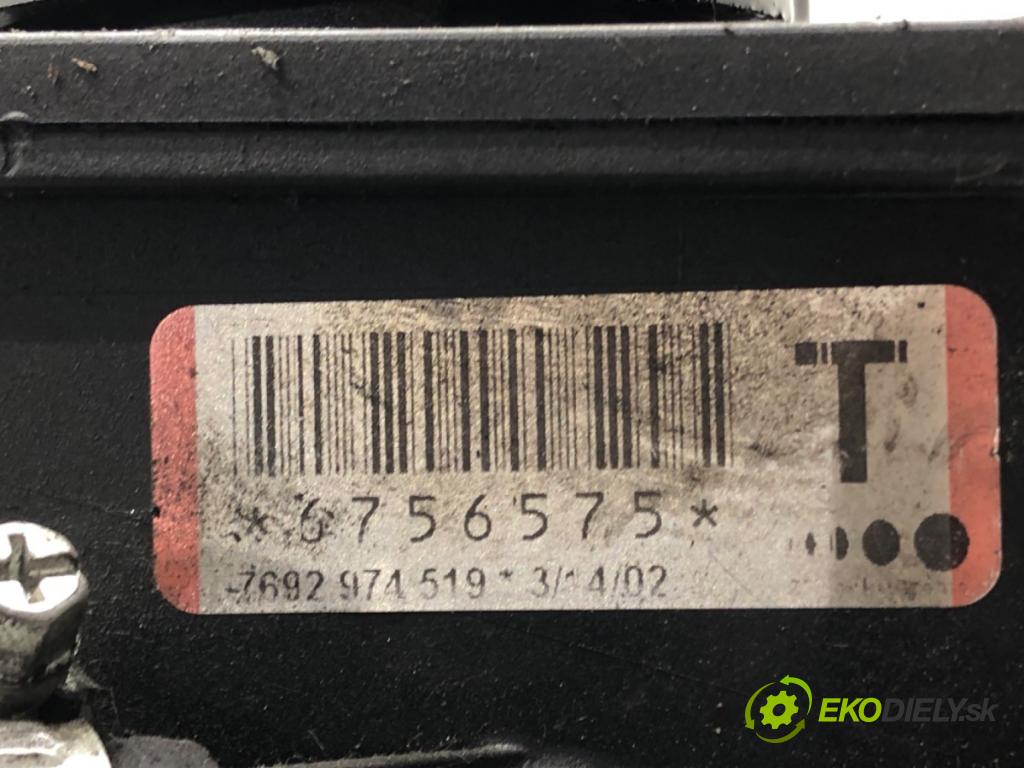 T
*6756575*
7692 974 519 * 3/14/02
EKODIELY.sk